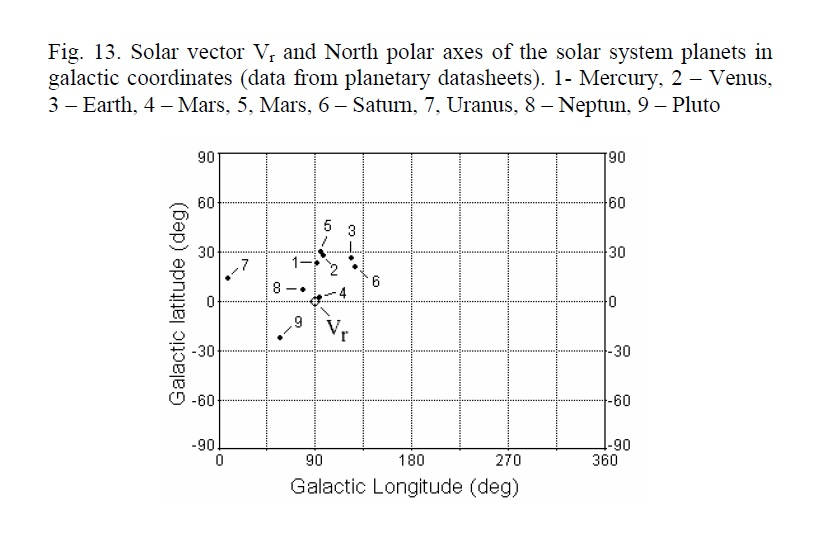 Fig. 13. Solar vector Vr and North polar axes of the solar system planets in
galactic coordinates (data from planetary datasheets). 1- Mercury, 2 – Venus,
3 – Earth, 4 – Mars, 5, Mars, 6 – Saturn, 7, Uranus, 8 – Neptun, 9 – Pluto
90 90
60 60
5 3
30 30
7 1 2
6
8 4
0 0
9 Vr
-30 -30
-60 -60
-90 -90
0 90 180 270 360
Galactic latitude (deg)
Galactic Longitude (deg)